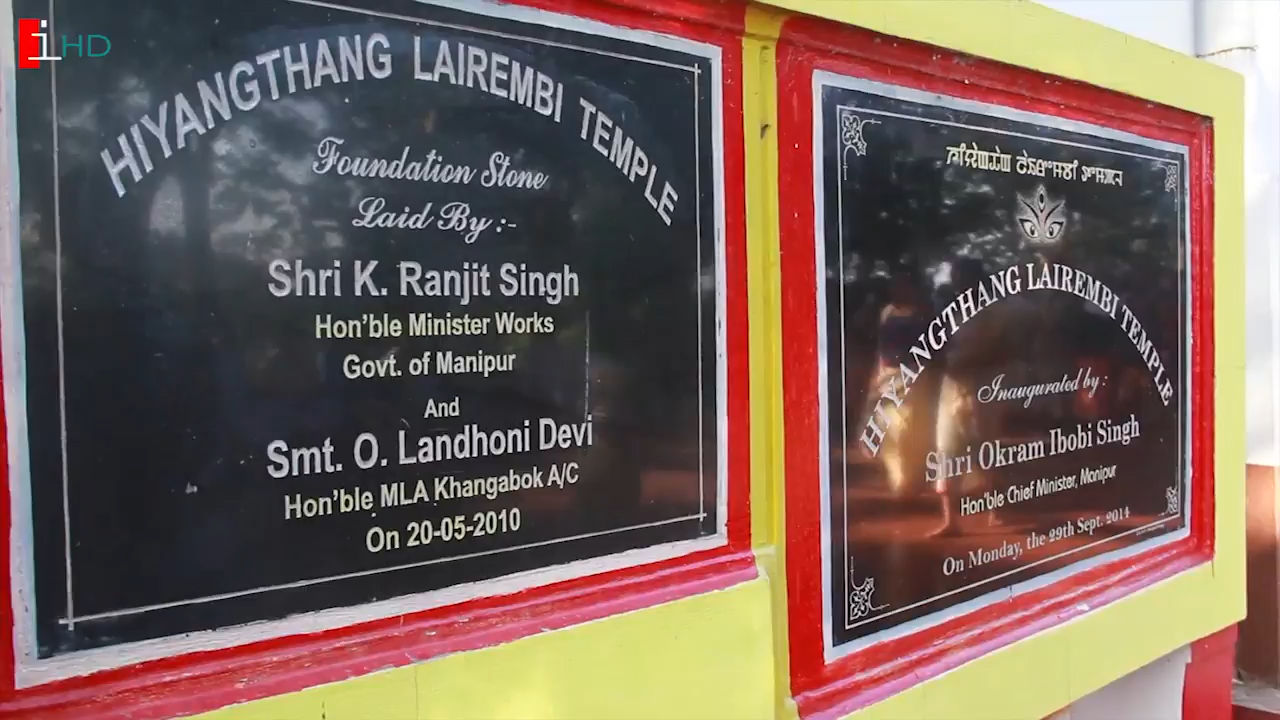 i HD
HIYANGTHANG LAIREMBI TEMPLE
Foundation Stone
Laid By :-
Shri K. Ranjit Singh
Hon'ble Minister Works
Govt. of Manipur
And
Smt. O. Landhoni Devi
Hon'ble MLA Khangabok A/C
On 20-05-2010
HIYANGTHANG LAIREMBI TEMPLE
Inaugurated by :
Shri Okram Ibobi Singh
Hon'ble Chief Minister, Manipur
On Monday, the 29th Sept. 2014